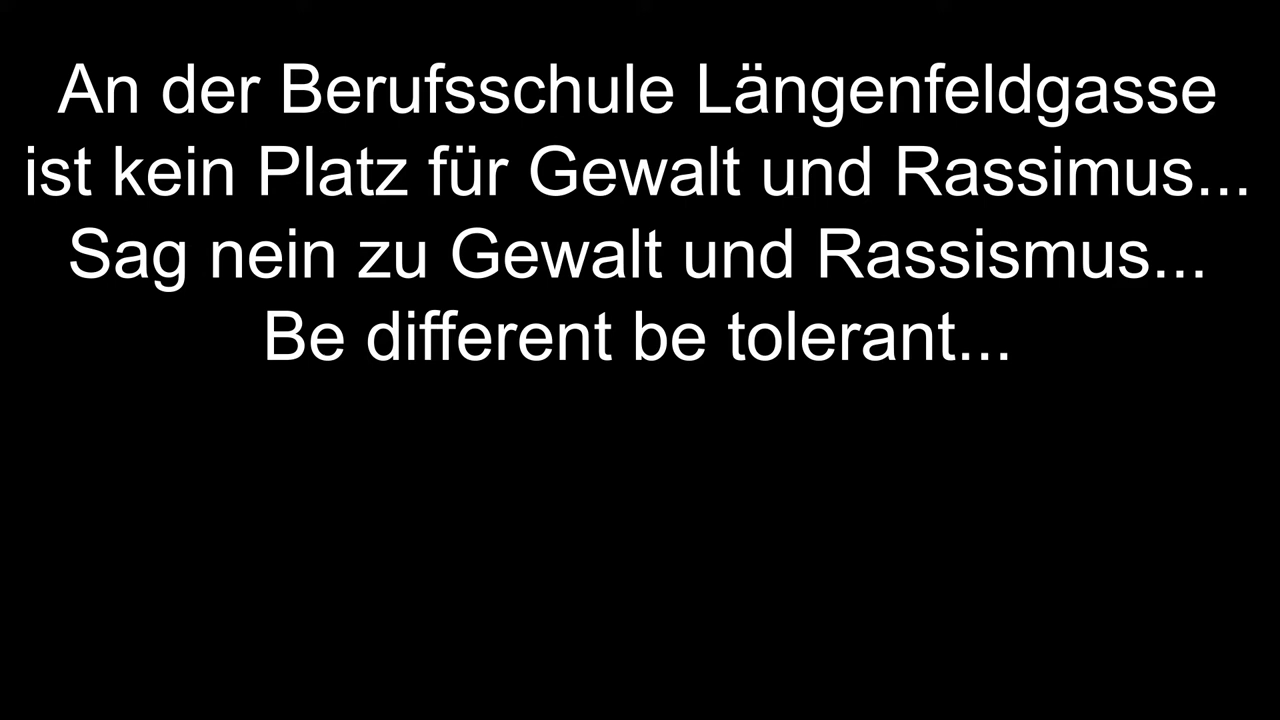 An der Berufsschule Längenfeldgasse
ist kein Platz für Gewalt und Rassimus...
Sag nein zu Gewalt und Rassismus...
Be different be tolerant...